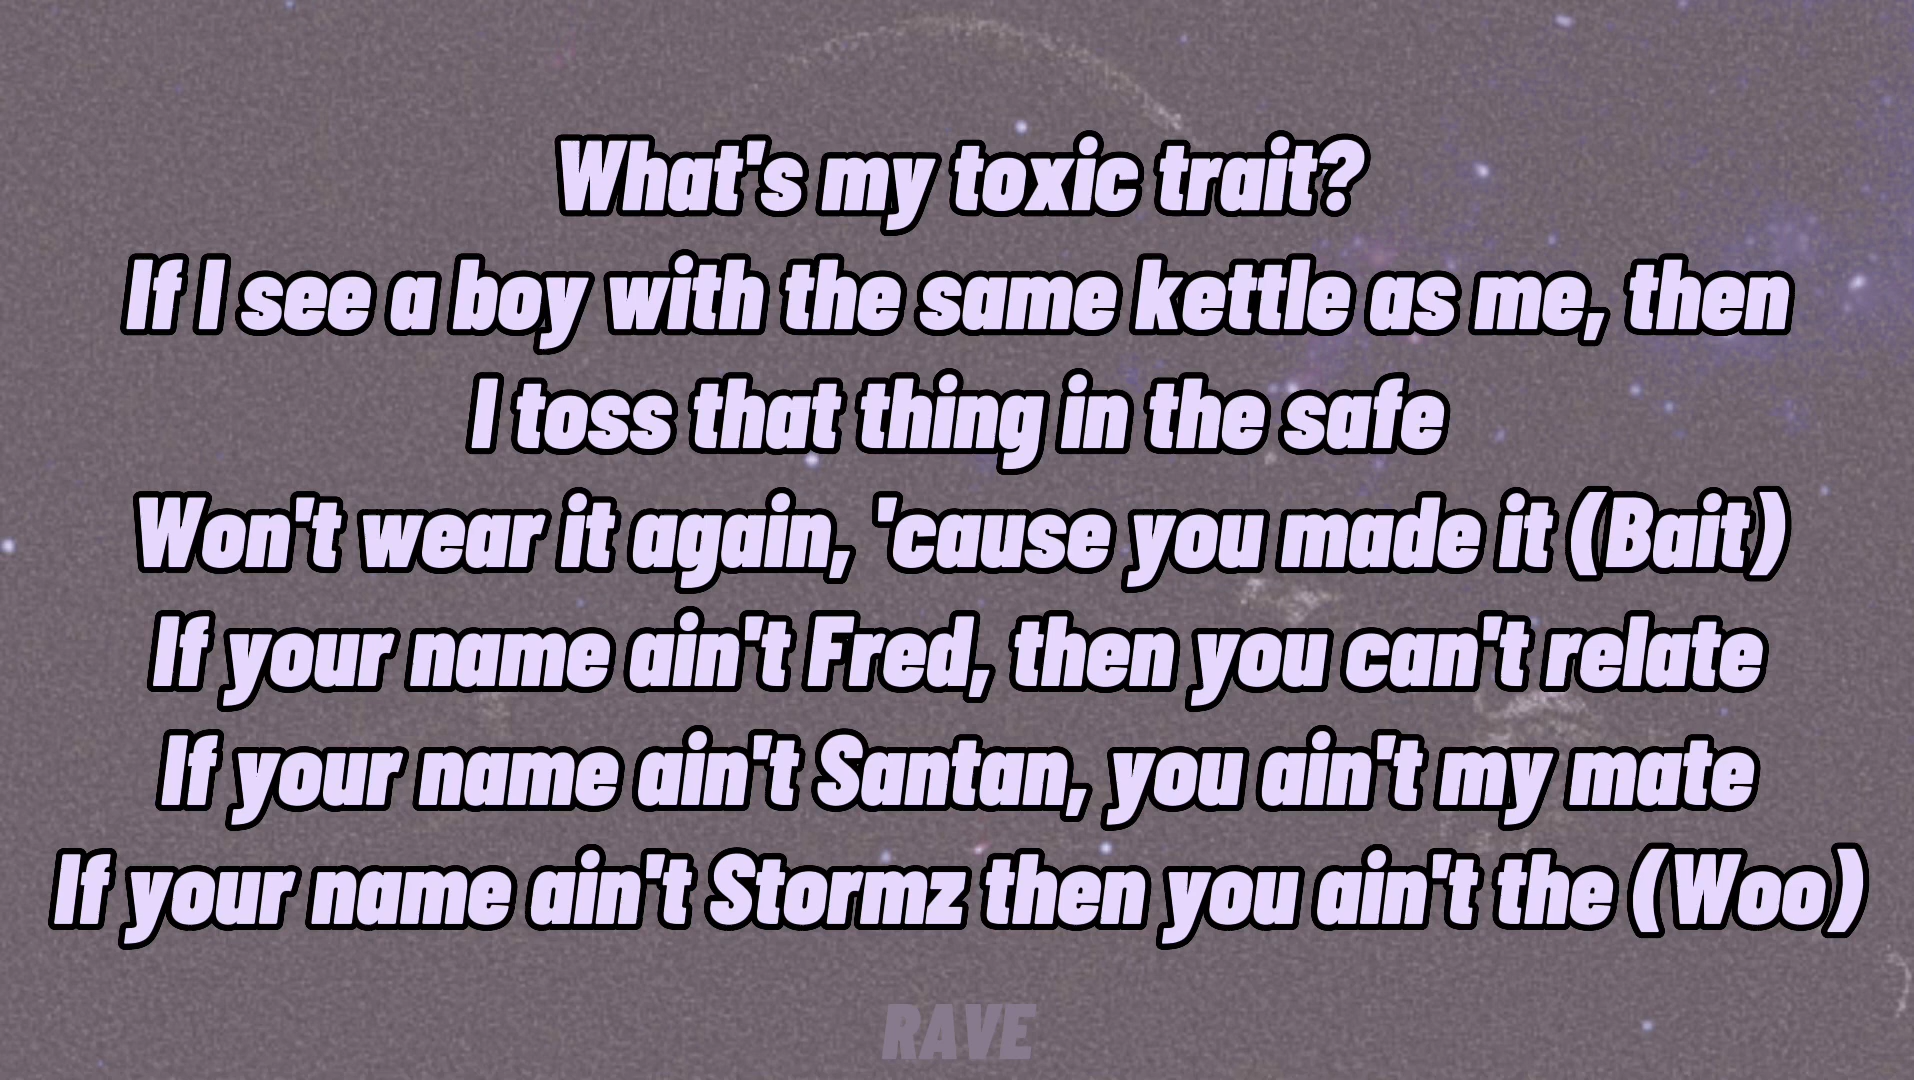 What's my toxic trait?
If I see a boy with the same kettle as me, then
I toss that thing in the safe
Won't wear it again, 'cause you made it (Bait)
If your name ain't Fred, then you can't relate
If your name ain't Santan, you ain't my mate
If your name ain't Stormz then you ain't the (Woo)
RAVE